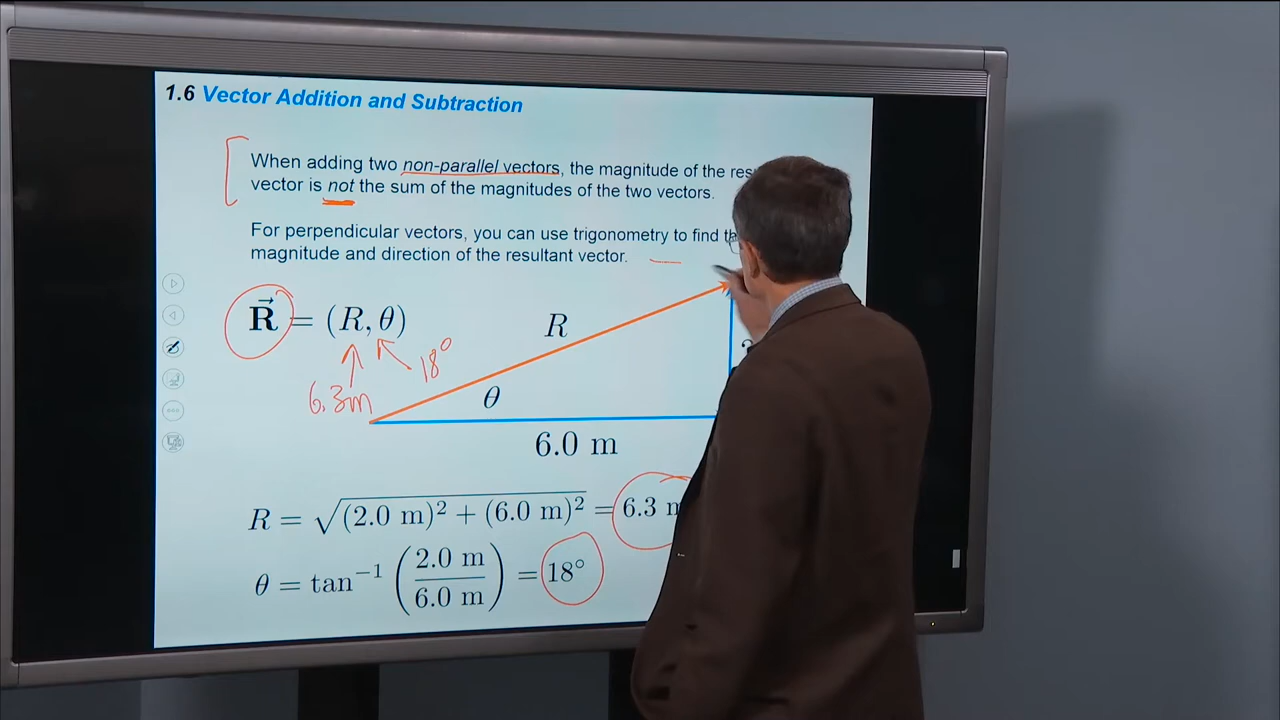 1.6 Vector Addition and Subtraction
When adding two non-parallel vectors, the magnitude of the
vector is not the sum of the magnitudes of the two vectors.
For perpendicular vectors, you can use trigonometry to find
magnitude and direction of the resultant vector.
R⃗ = (R, θ)
R
18°
6.3m
θ
6.0 m
R = √(2.0 m)² + (6.0 m)² = 6.3
θ = tan⁻¹ (2.0 m / 6.0 m) = 18°